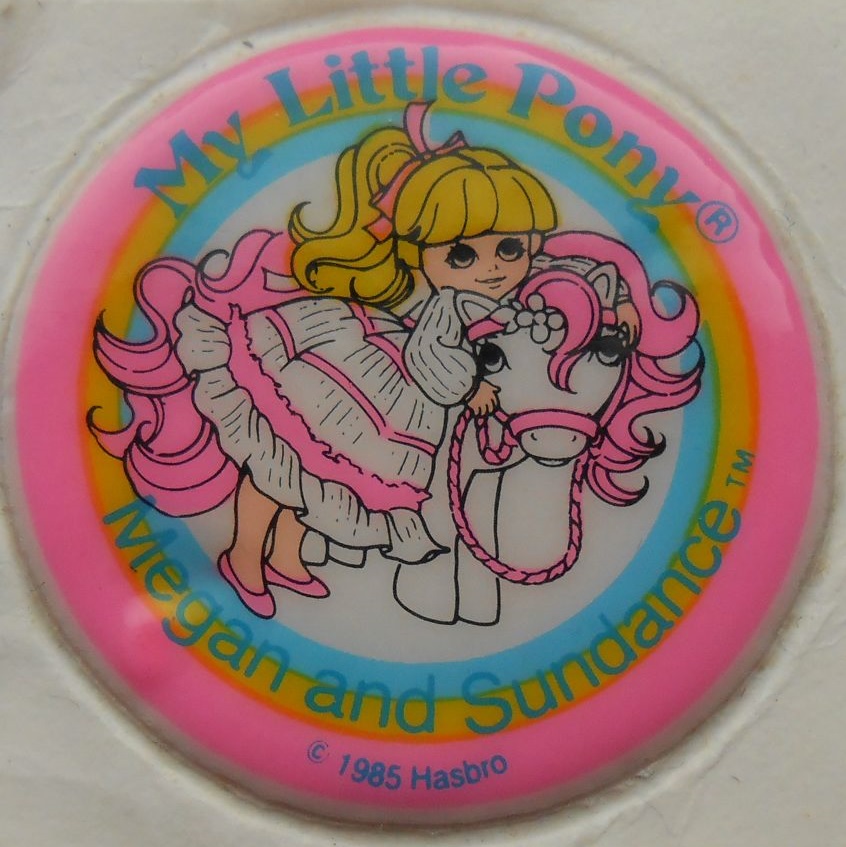 My Little Pony®
Megan and Sundance™
© 1985 Hasbro